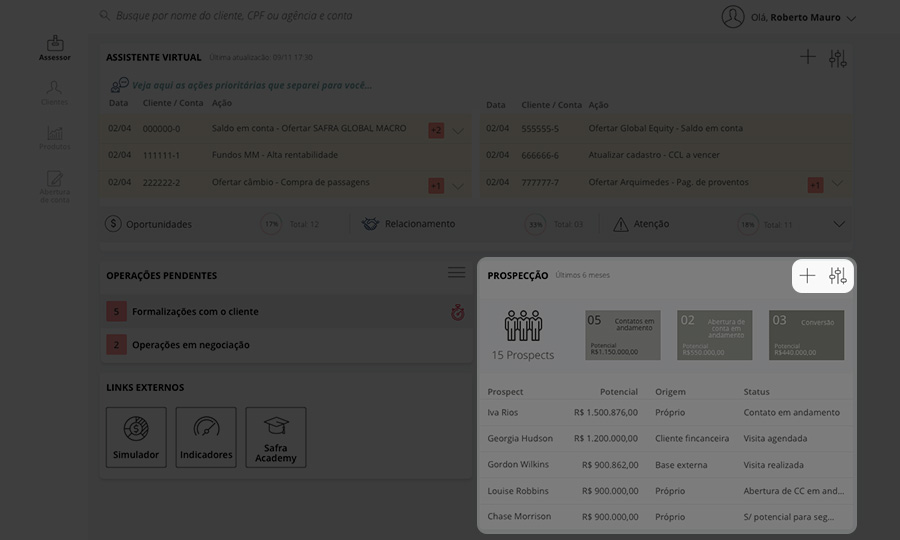 Busque por nome do cliente, CPF ou agência e conta
Olá, Roberto Mauro
Assessor
Clientes
Produtos
Abertura
de conta
ASSISTENTE VIRTUAL Última atualização: 09/11 17:30
Veja aqui as ações prioritárias que separei para você...
Data Cliente / Conta Ação
02/04 000000-0 Saldo em conta - Ofertar SAFRA GLOBAL MACRO +2
02/04 111111-1 Fundos MM - Alta rentabilidade
02/04 222222-2 Ofertar câmbio - Compra de passagens +1
Data Cliente / Conta Ação
02/04 555555-5 Ofertar Global Equity - Saldo em conta
02/04 666666-6 Atualizar cadastro - CCL a vencer
02/04 777777-7 Ofertar Arquimedes - Pag. de proventos +1
Oportunidades 17% Total: 12
Relacionamento 33% Total: 03
Atenção 18% Total: 11
OPERAÇÕES PENDENTES
5 Formalizações com o cliente
2 Operações em negociação
LINKS EXTERNOS
Simulador
Indicadores
Safra
Academy
PROSPECÇÃO Últimos 6 meses
15 Prospects
05 Contatos em
andamento
Potencial
R$1.150.000,00
02 Abertura de
conta em
andamento
Potencial
R$550.000,00
03 Conversão
Potencial
R$440.000,00
Prospect Potencial Origem Status
Iva Rios R$ 1.500.876,00 Próprio Contato em andamento
Georgia Hudson R$ 1.200.000,00 Cliente fincanceira Visita agendada
Gordon Wilkins R$ 900.862,00 Base externa Visita realizada
Louise Robbins R$ 900.000,00 Próprio Abertura de CC em and...
Chase Morrison R$ 900.000,00 Próprio S/ potencial para seg...